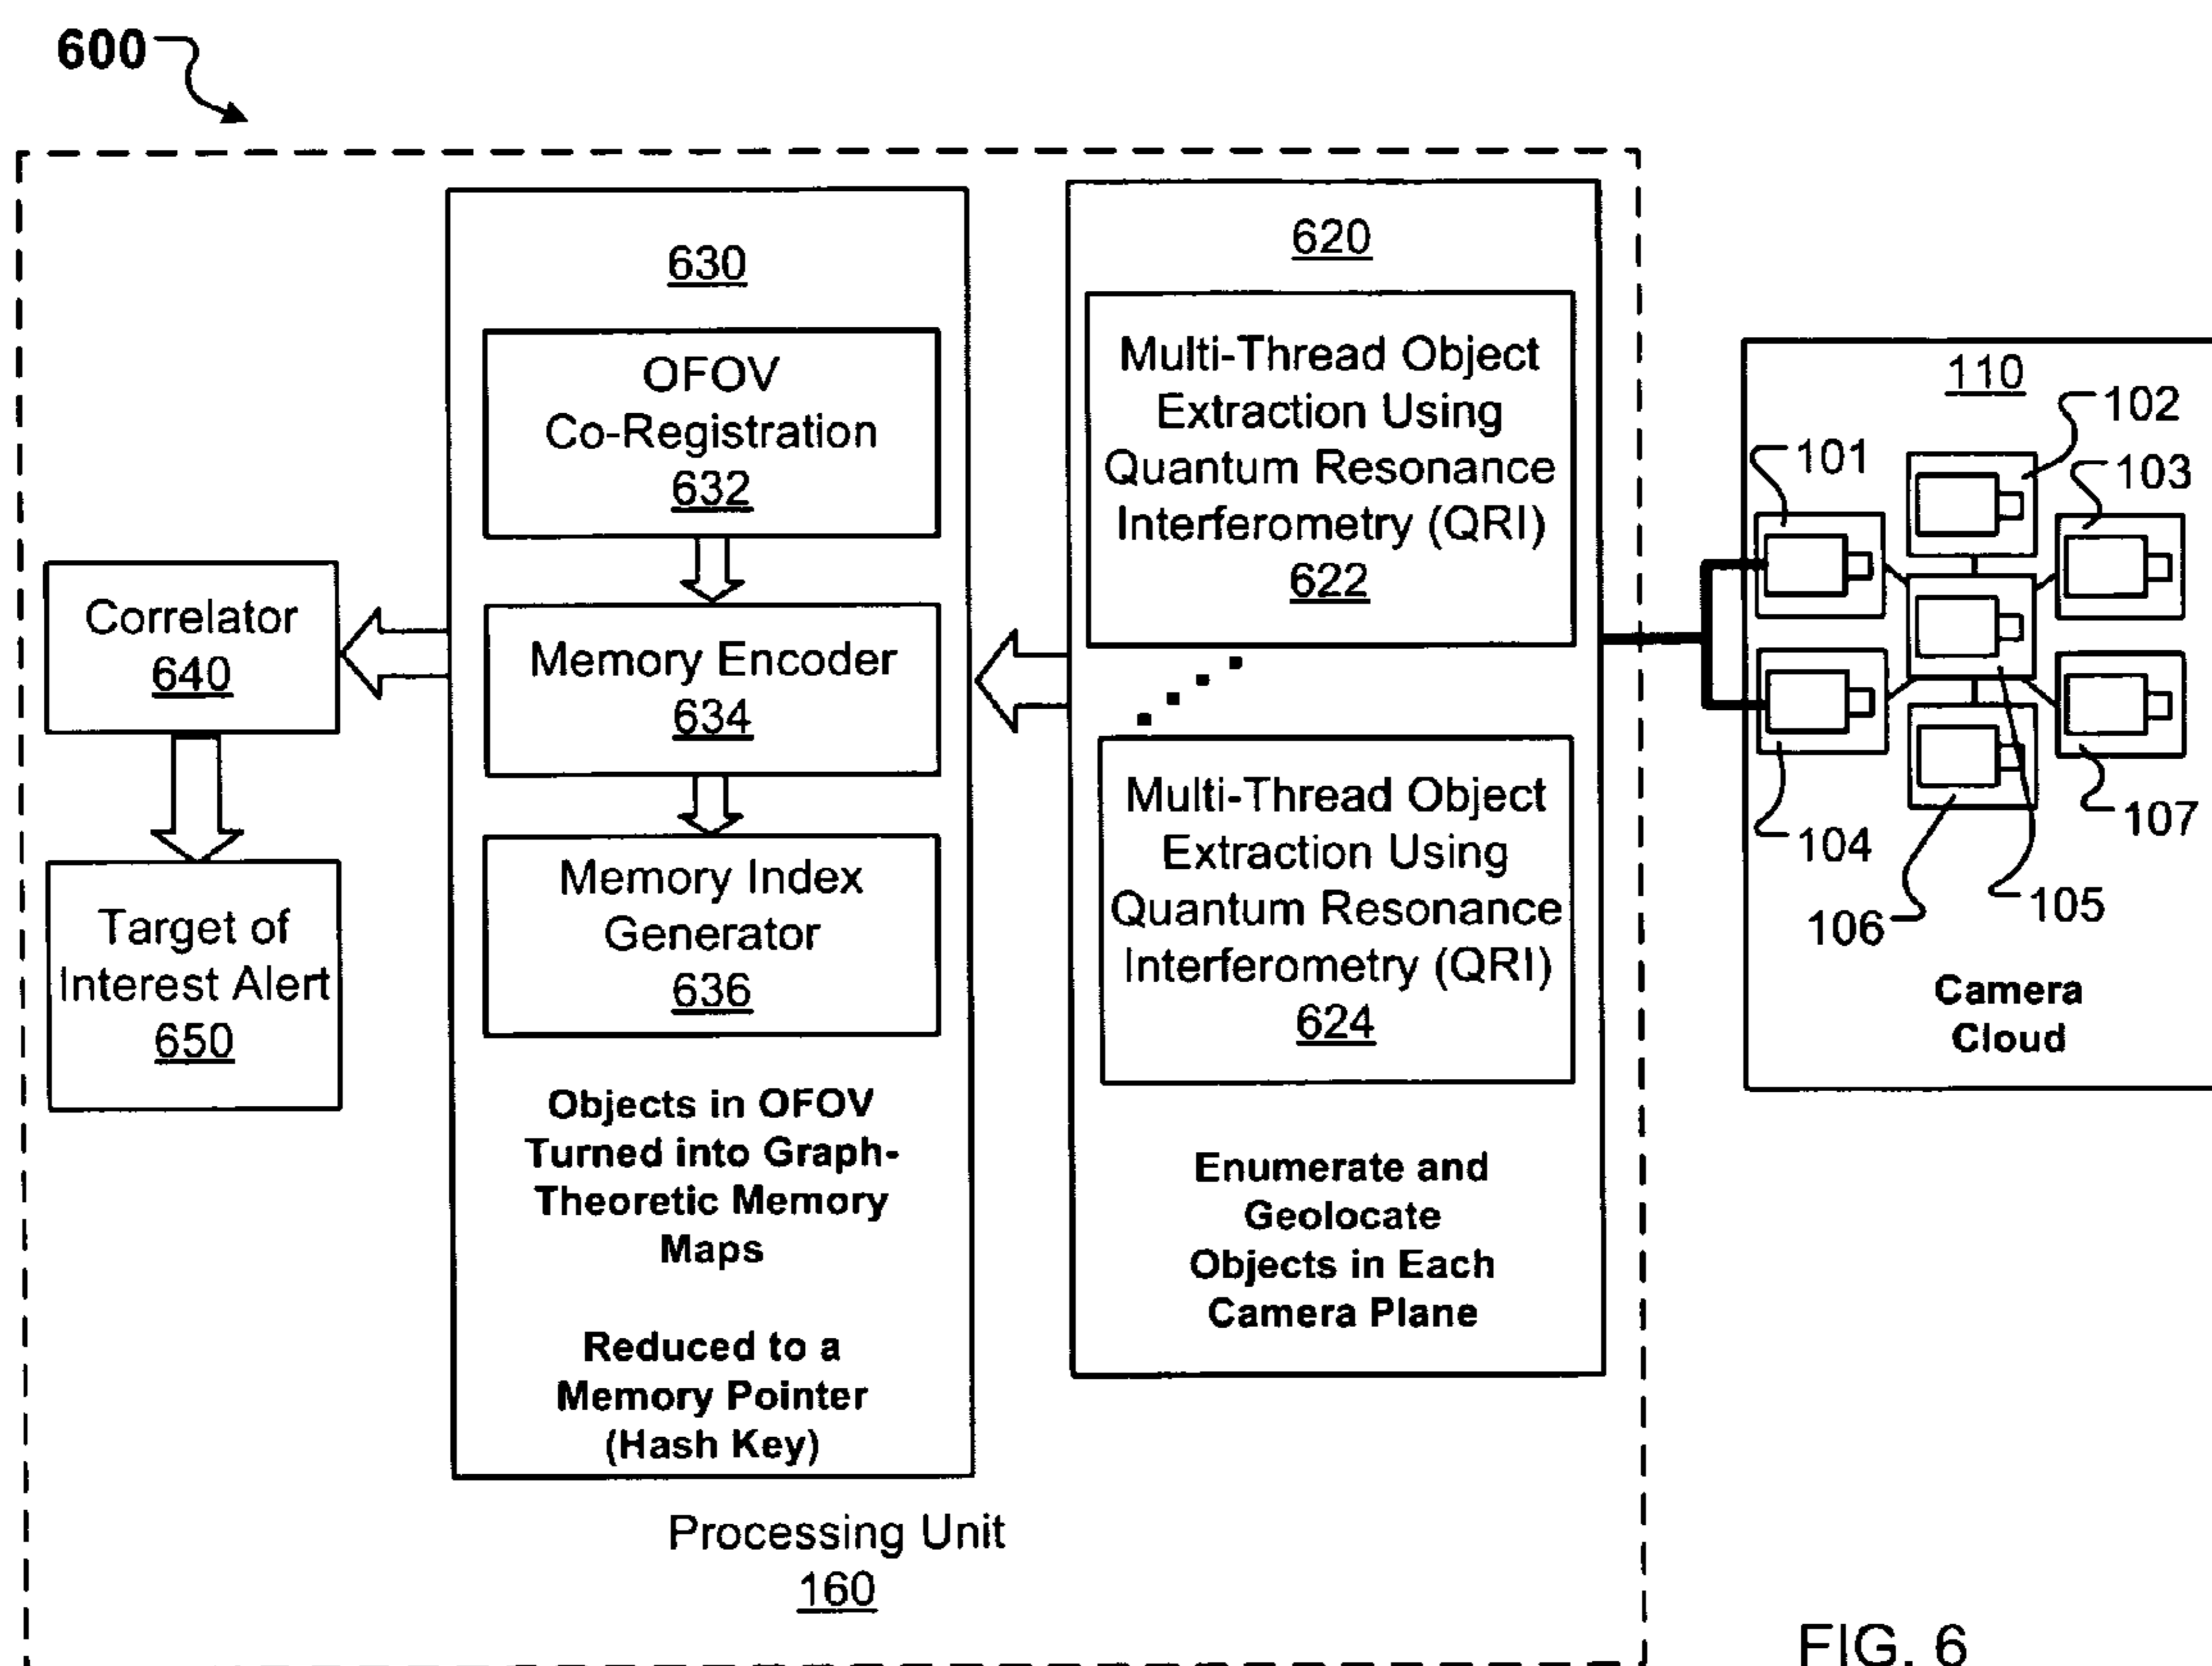 600
630
OFOV
Co-Registration
632
Memory Encoder
634
Memory Index
Generator
636
Objects in OFOV
Turned into Graph-
Theoretic Memory
Maps
Reduced to a
Memory Pointer
(Hash Key)
620
Multi-Thread Object
Extraction Using
Quantum Resonance
Interferometry (QRI)
622
Multi-Thread Object
Extraction Using
Quantum Resonance
Interferometry (QRI)
624
Enumerate and
Geolocate
Objects in Each
Camera Plane
Correlator
640
Target of
Interest Alert
650
Processing Unit
160
110
102
101
103
104
107
105
106
Camera
Cloud
FIG. 6